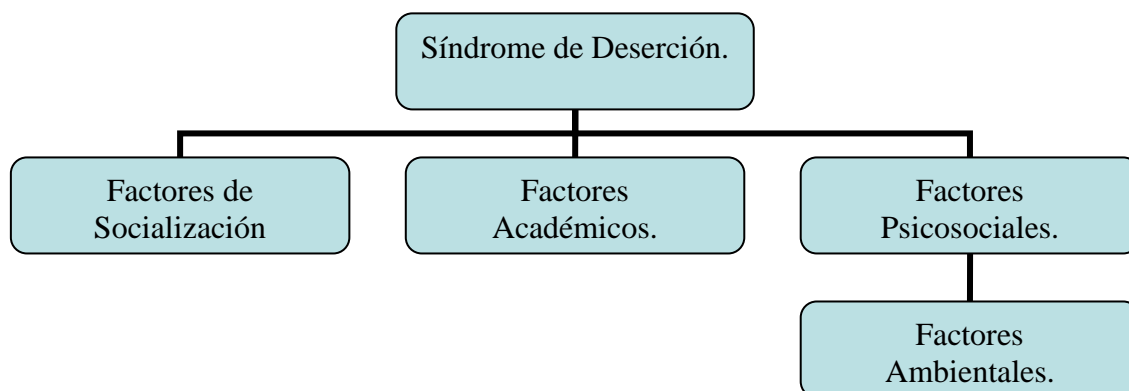 Síndrome de Deserción.
Factores de
Socialización
Factores
Académicos.
Factores
Psicosociales.
Factores
Ambientales.